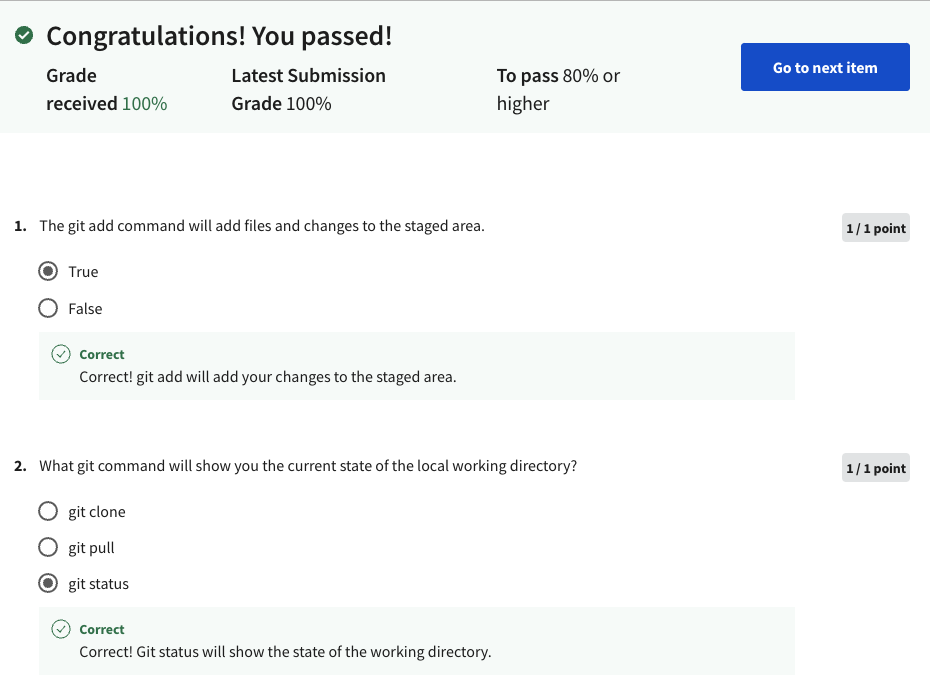 Congratulations! You passed!
Grade received 100%
Latest Submission Grade 100%
To pass 80% or higher
Go to next item
1. The git add command will add files and changes to the staged area.
1 / 1 point
True
False
Correct
Correct! git add will add your changes to the staged area.
2. What git command will show you the current state of the local working directory?
1 / 1 point
git clone
git pull
git status
Correct
Correct! Git status will show the state of the working directory.